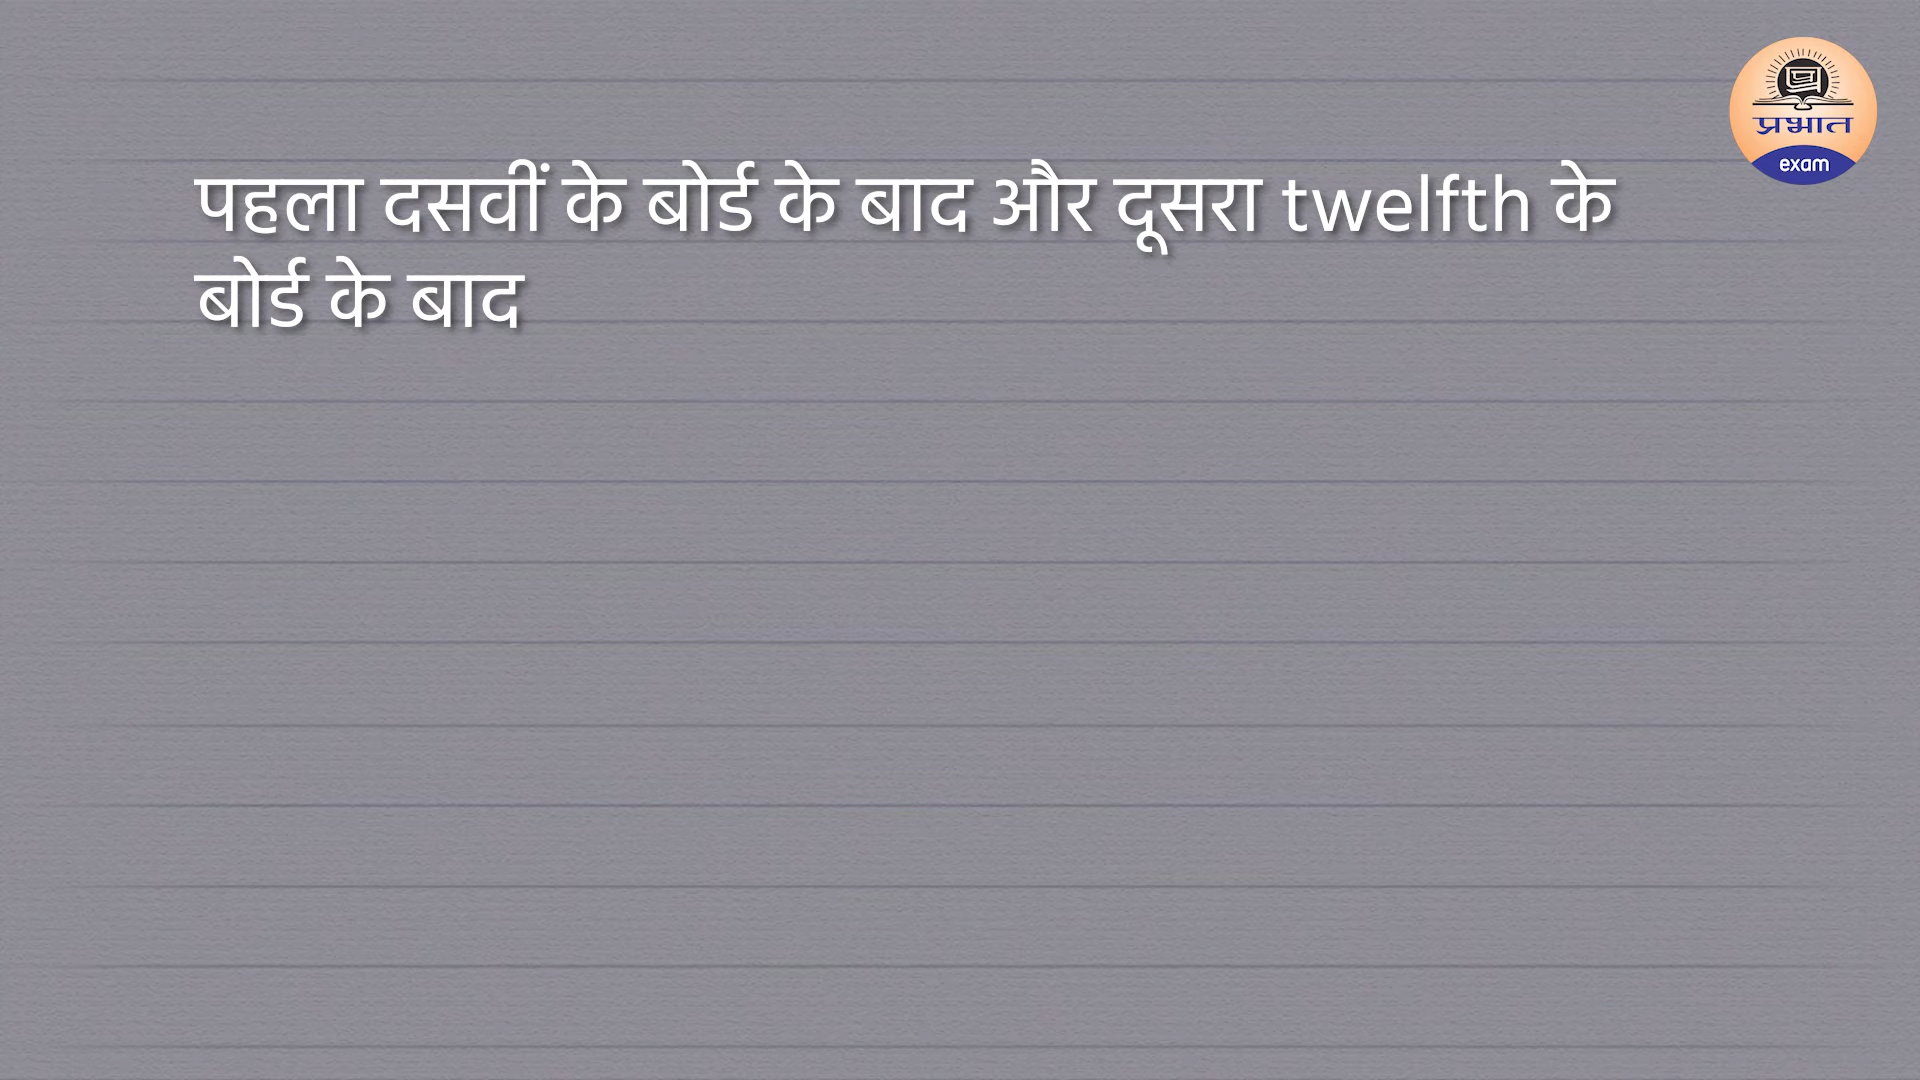 पहला दसवीं के बोर्ड के बाद और दूसरा twelfth के
बोर्ड के बाद
प्रभात
exam